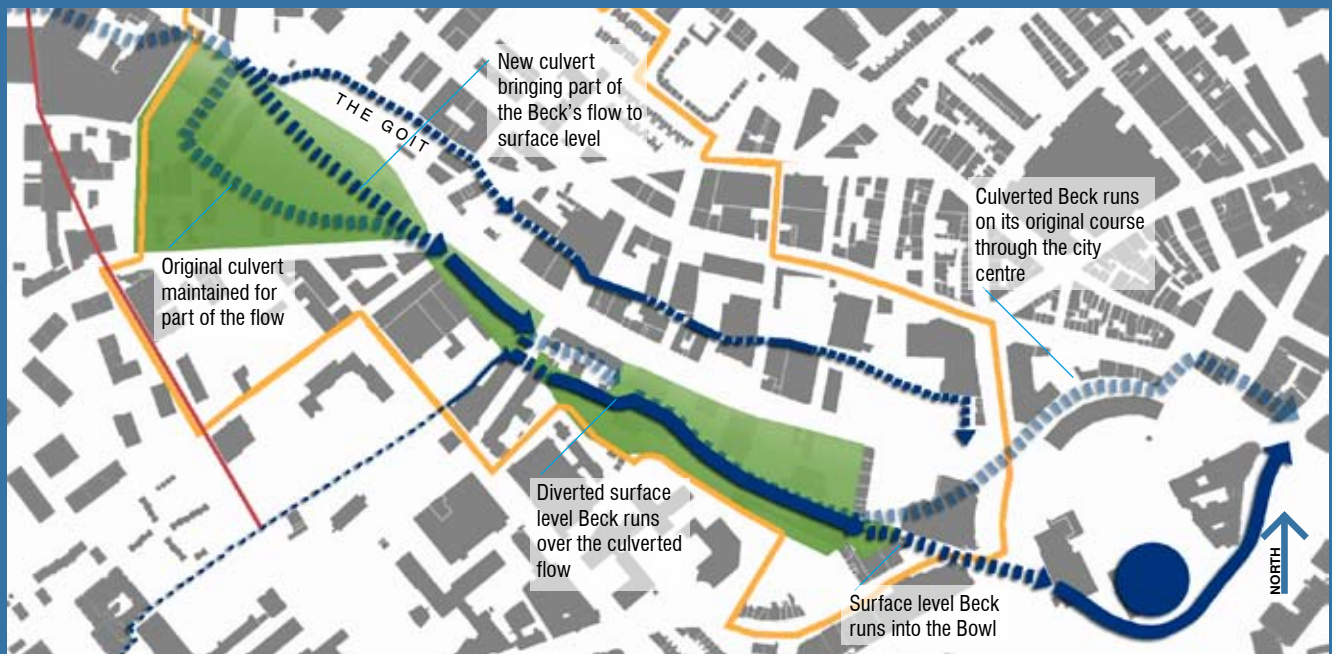 New culvert
bringing part of
the Beck’s flow to
surface level
THE GOIT
Culverted Beck runs
on its original course
through the city
centre
Original culvert
maintained for
part of the flow
Diverted surface
level Beck runs
over the culverted
flow
Surface level Beck
runs into the Bowl
NORTH